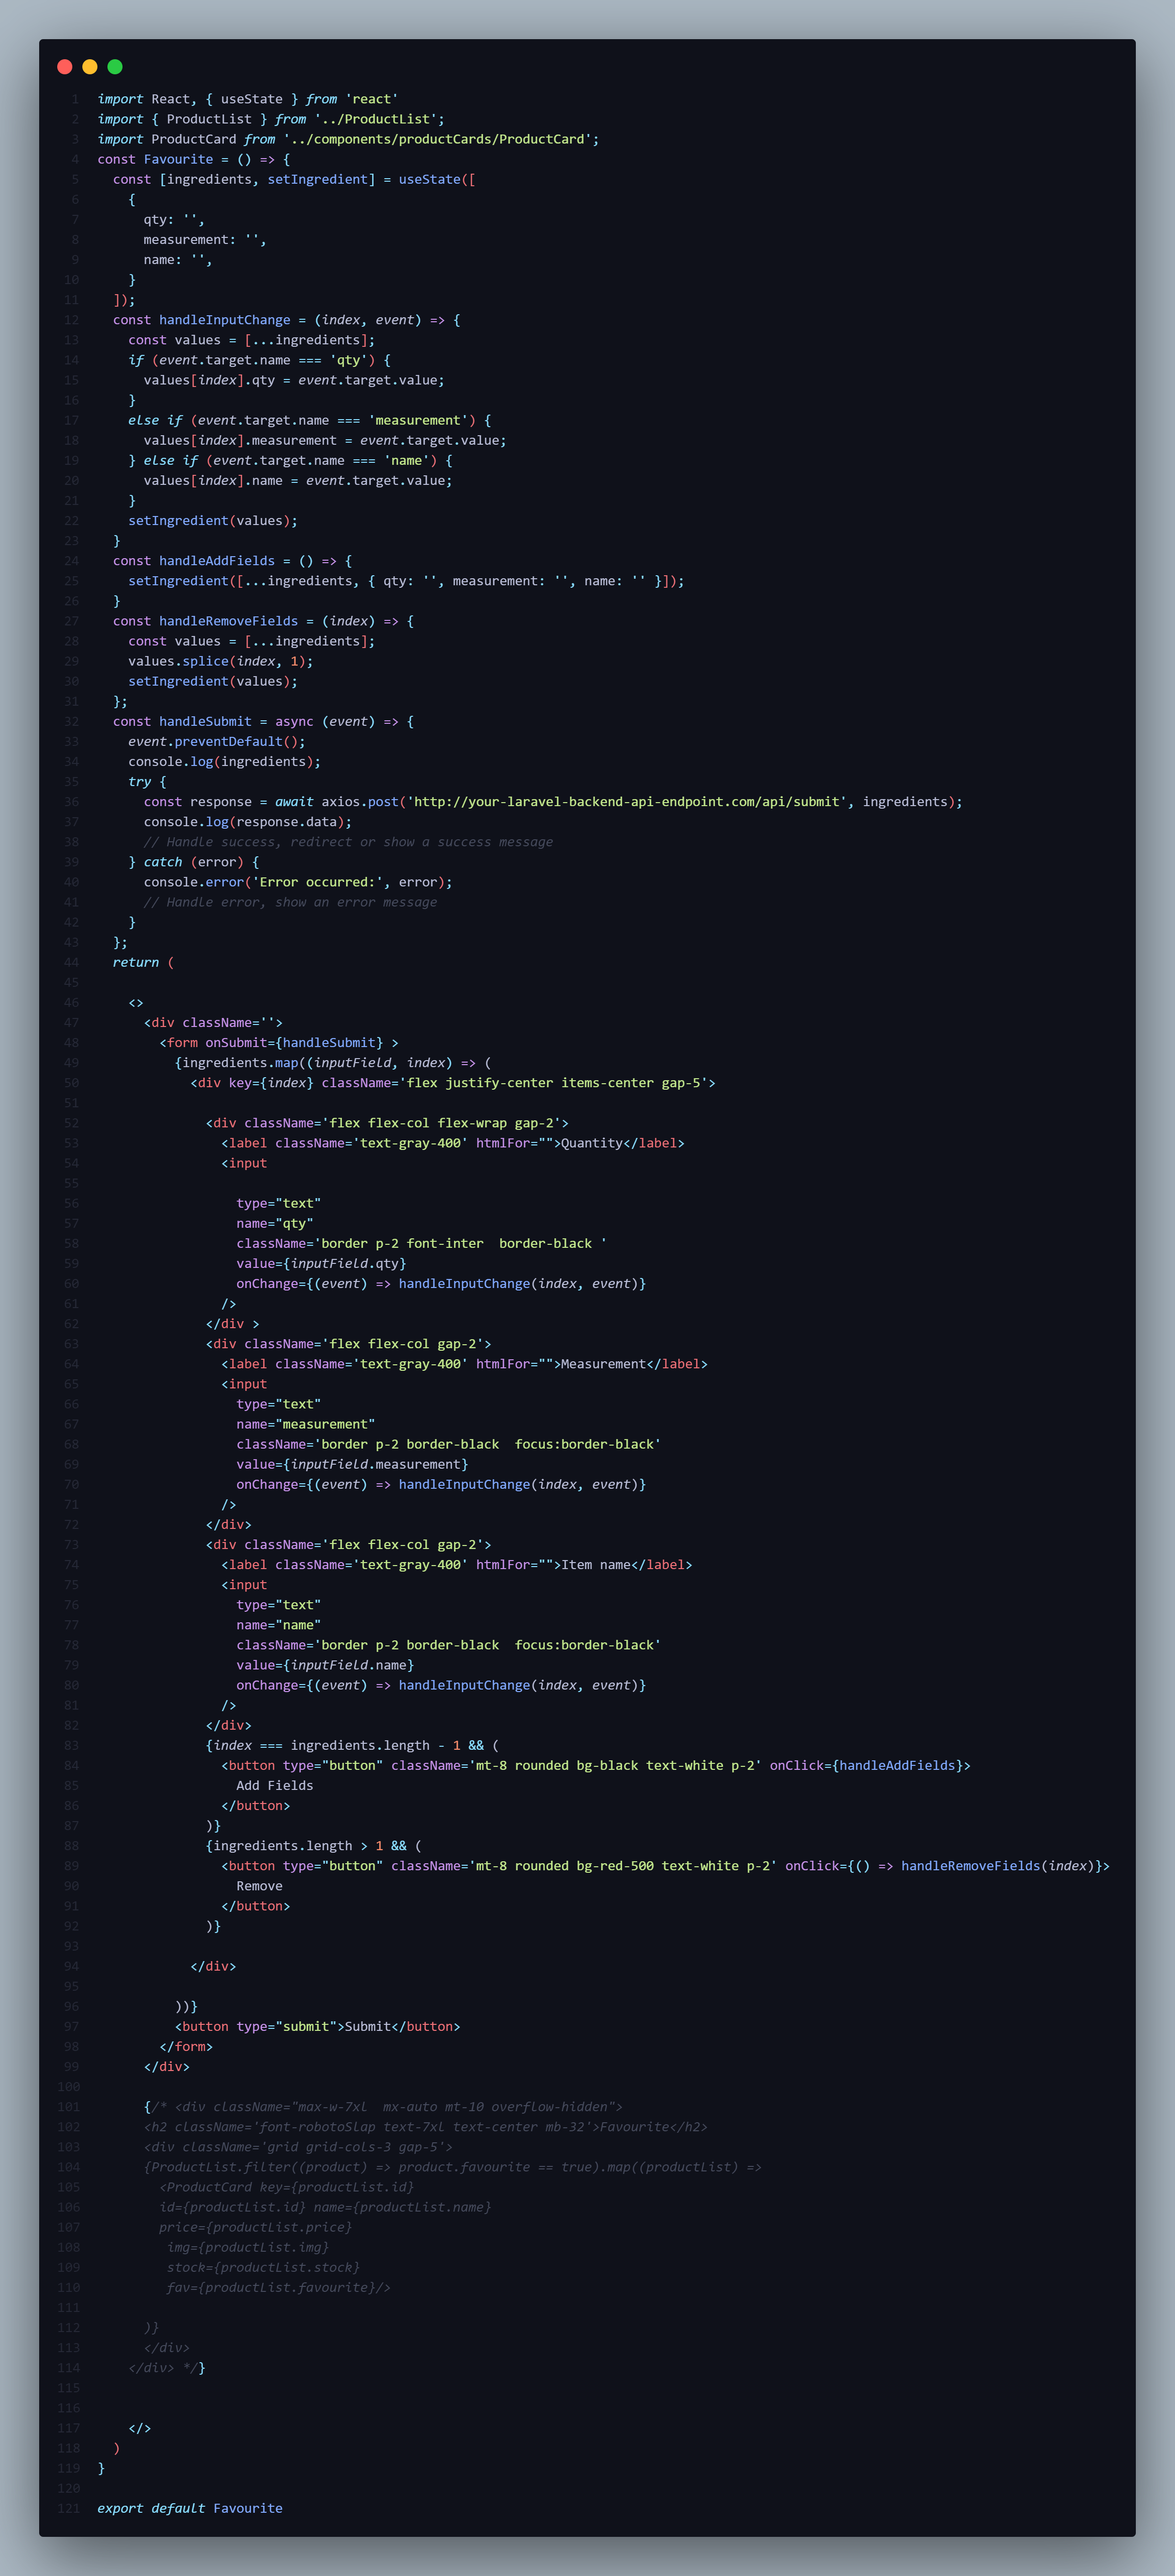 1 import React, { useState } from 'react'
2 import { ProductList } from '../ProductList';
3 import ProductCard from '../components/productCards/ProductCard';
4 const Favourite = () => {
5 const [ingredients, setIngredient] = useState([
6 {
7 qty: '',
8 measurement: '',
9 name: '',
10 }
11 ]);
12 const handleInputChange = (index, event) => {
13 const values = [...ingredients];
14 if (event.target.name === 'qty') {
15 values[index].qty = event.target.value;
16 }
17 else if (event.target.name === 'measurement') {
18 values[index].measurement = event.target.value;
19 } else if (event.target.name === 'name') {
20 values[index].name = event.target.value;
21 }
22 setIngredient(values);
23 }
24 const handleAddFields = () => {
25 setIngredient([...ingredients, { qty: '', measurement: '', name: '' }]);
26 }
27 const handleRemoveFields = (index) => {
28 const values = [...ingredients];
29 values.splice(index, 1);
30 setIngredient(values);
31 };
32 const handleSubmit = async (event) => {
33 event.preventDefault();
34 console.log(ingredients);
35 try {
36 const response = await axios.post('http://your-laravel-backend-api-endpoint.com/api/submit', ingredients);
37 console.log(response.data);
38 // Handle success, redirect or show a success message
39 } catch (error) {
40 console.error('Error occurred:', error);
41 // Handle error, show an error message
42 }
43 };
44 return (
45
46 <>
47 <div className=''>
48 <form onSubmit={handleSubmit} >
49 {ingredients.map((inputField, index) => (
50 <div key={index} className='flex justify-center items-center gap-5'>
51
52 <div className='flex flex-col flex-wrap gap-2'>
53 <label className='text-gray-400' htmlFor="">Quantity</label>
54 <input
55
56 type="text"
57 name="qty"
58 className='border p-2 font-inter  border-black '
59 value={inputField.qty}
60 onChange={(event) => handleInputChange(index, event)}
61 />
62 </div >
63 <div className='flex flex-col gap-2'>
64 <label className='text-gray-400' htmlFor="">Measurement</label>
65 <input
66 type="text"
67 name="measurement"
68 className='border p-2 border-black  focus:border-black'
69 value={inputField.measurement}
70 onChange={(event) => handleInputChange(index, event)}
71 />
72 </div>
73 <div className='flex flex-col gap-2'>
74 <label className='text-gray-400' htmlFor="">Item name</label>
75 <input
76 type="text"
77 name="name"
78 className='border p-2 border-black  focus:border-black'
79 value={inputField.name}
80 onChange={(event) => handleInputChange(index, event)}
81 />
82 </div>
83 {index === ingredients.length - 1 && (
84 <button type="button" className='mt-8 rounded bg-black text-white p-2' onClick={handleAddFields}>
85 Add Fields
86 </button>
87 )}
88 {ingredients.length > 1 && (
89 <button type="button" className='mt-8 rounded bg-red-500 text-white p-2' onClick={() => handleRemoveFields(index)}>
90 Remove
91 </button>
92 )}
93
94 </div>
95
96 ))}
97 <button type="submit">Submit</button>
98 </form>
99 </div>
100
101 {/* <div className="max-w-7xl  mx-auto mt-10 overflow-hidden">
102 <h2 className='font-robotoSlap text-7xl text-center mb-32'>Favourite</h2>
103 <div className='grid grid-cols-3 gap-5'>
104 {ProductList.filter((product) => product.favourite == true).map((productList) =>
105 <ProductCard key={productList.id}
106 id={productList.id} name={productList.name}
107 price={productList.price}
108 img={productList.img}
109 stock={productList.stock}
110 fav={productList.favourite}/>
111
112 )}
113 </div>
114 </div> */}
115
116
117 </>
118 )
119 }
120
121 export default Favourite